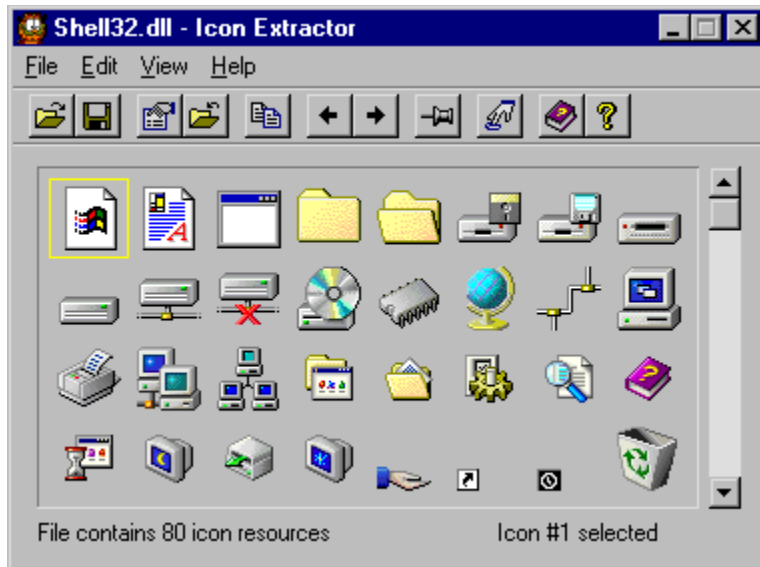 Shell32.dll - Icon Extractor
File Edit View Help
File contains 80 icon resources
Icon #1 selected